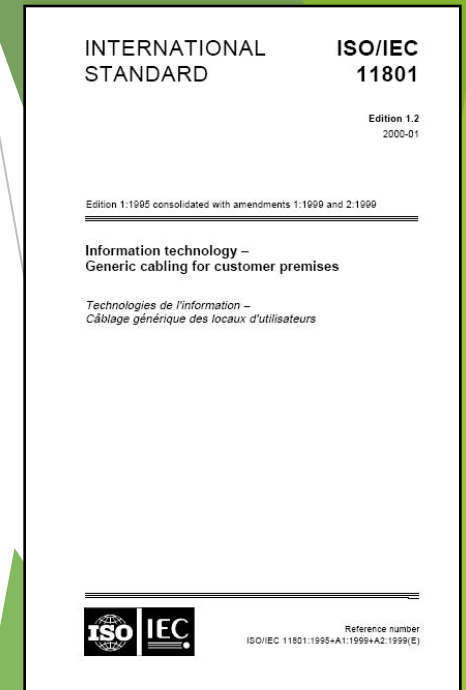 INTERNATIONAL STANDARD
ISO/IEC 11801
Edition 1.2
2000-01
Edition 1:1995 consolidated with amendments 1:1999 and 2:1999
Information technology –
Generic cabling for customer premises
Technologies de l'information –
Câblage générique des locaux d'utilisateurs
ISO IEC
Reference number
ISO/IEC 11801:1995+A1:1999+A2:1999(E)